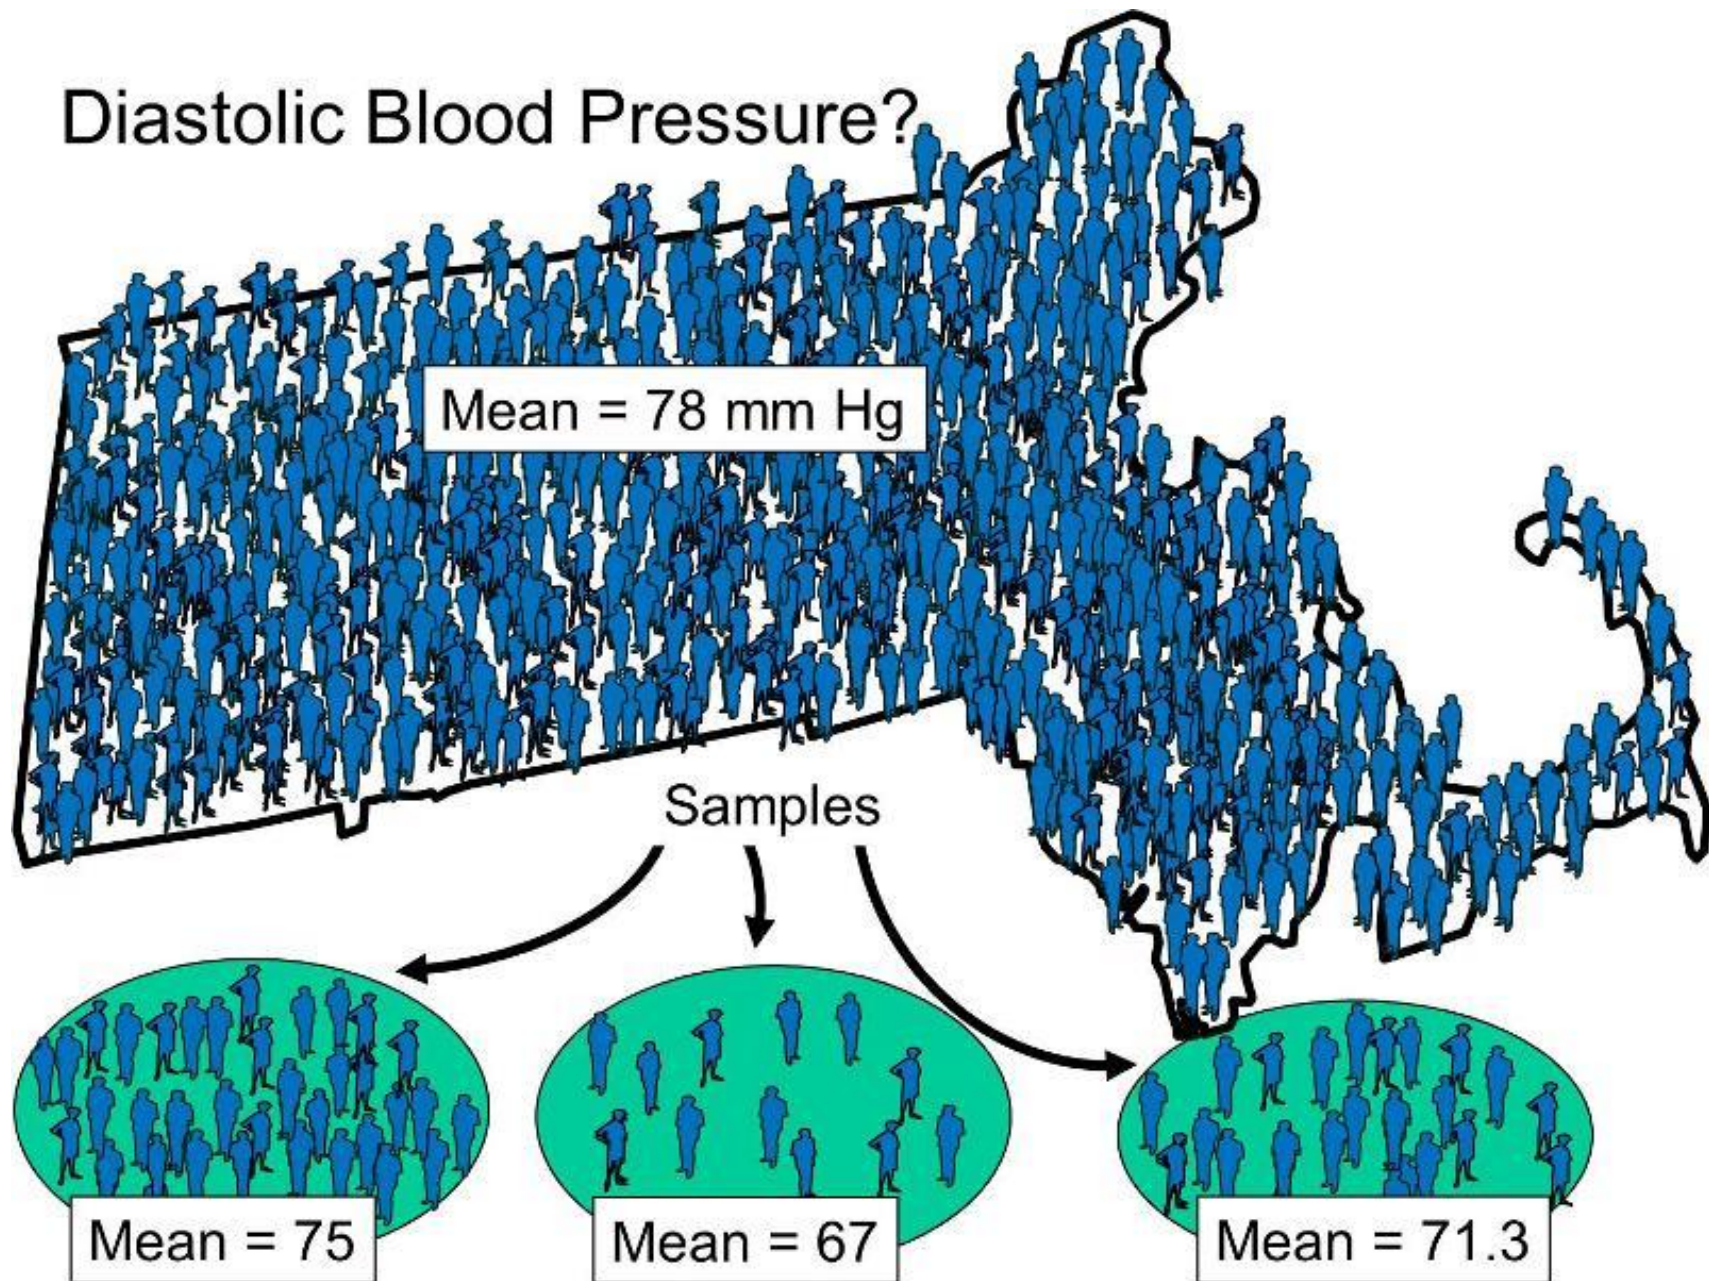 Diastolic Blood Pressure?
Mean = 78 mm Hg
Samples
Mean = 75
Mean = 67
Mean = 71.3